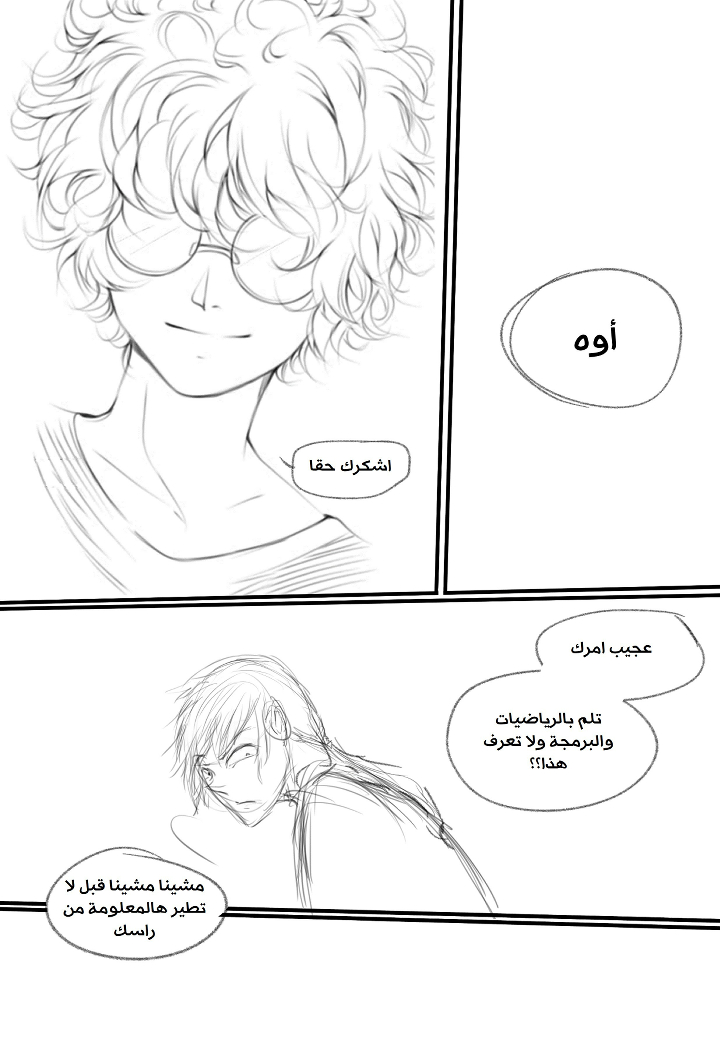 أوه
اشكرك حقا
عجيب امرك
تلم بالرياضيات
والبرمجة ولا تعرف
هذا؟؟
مشينا مشينا قبل لا
تطير هالمعلومة من
راسك